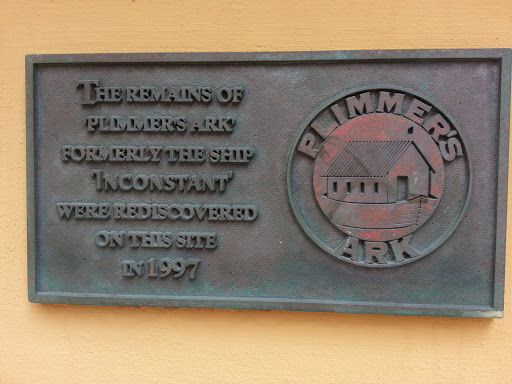 THE REMAINS OF
'PLIMMER'S ARK'
FORMERLY THE SHIP
'INCONSTANT'
WERE REDISCOVERED
ON THIS SITE
IN 1997
PLIMMER'S
ARK